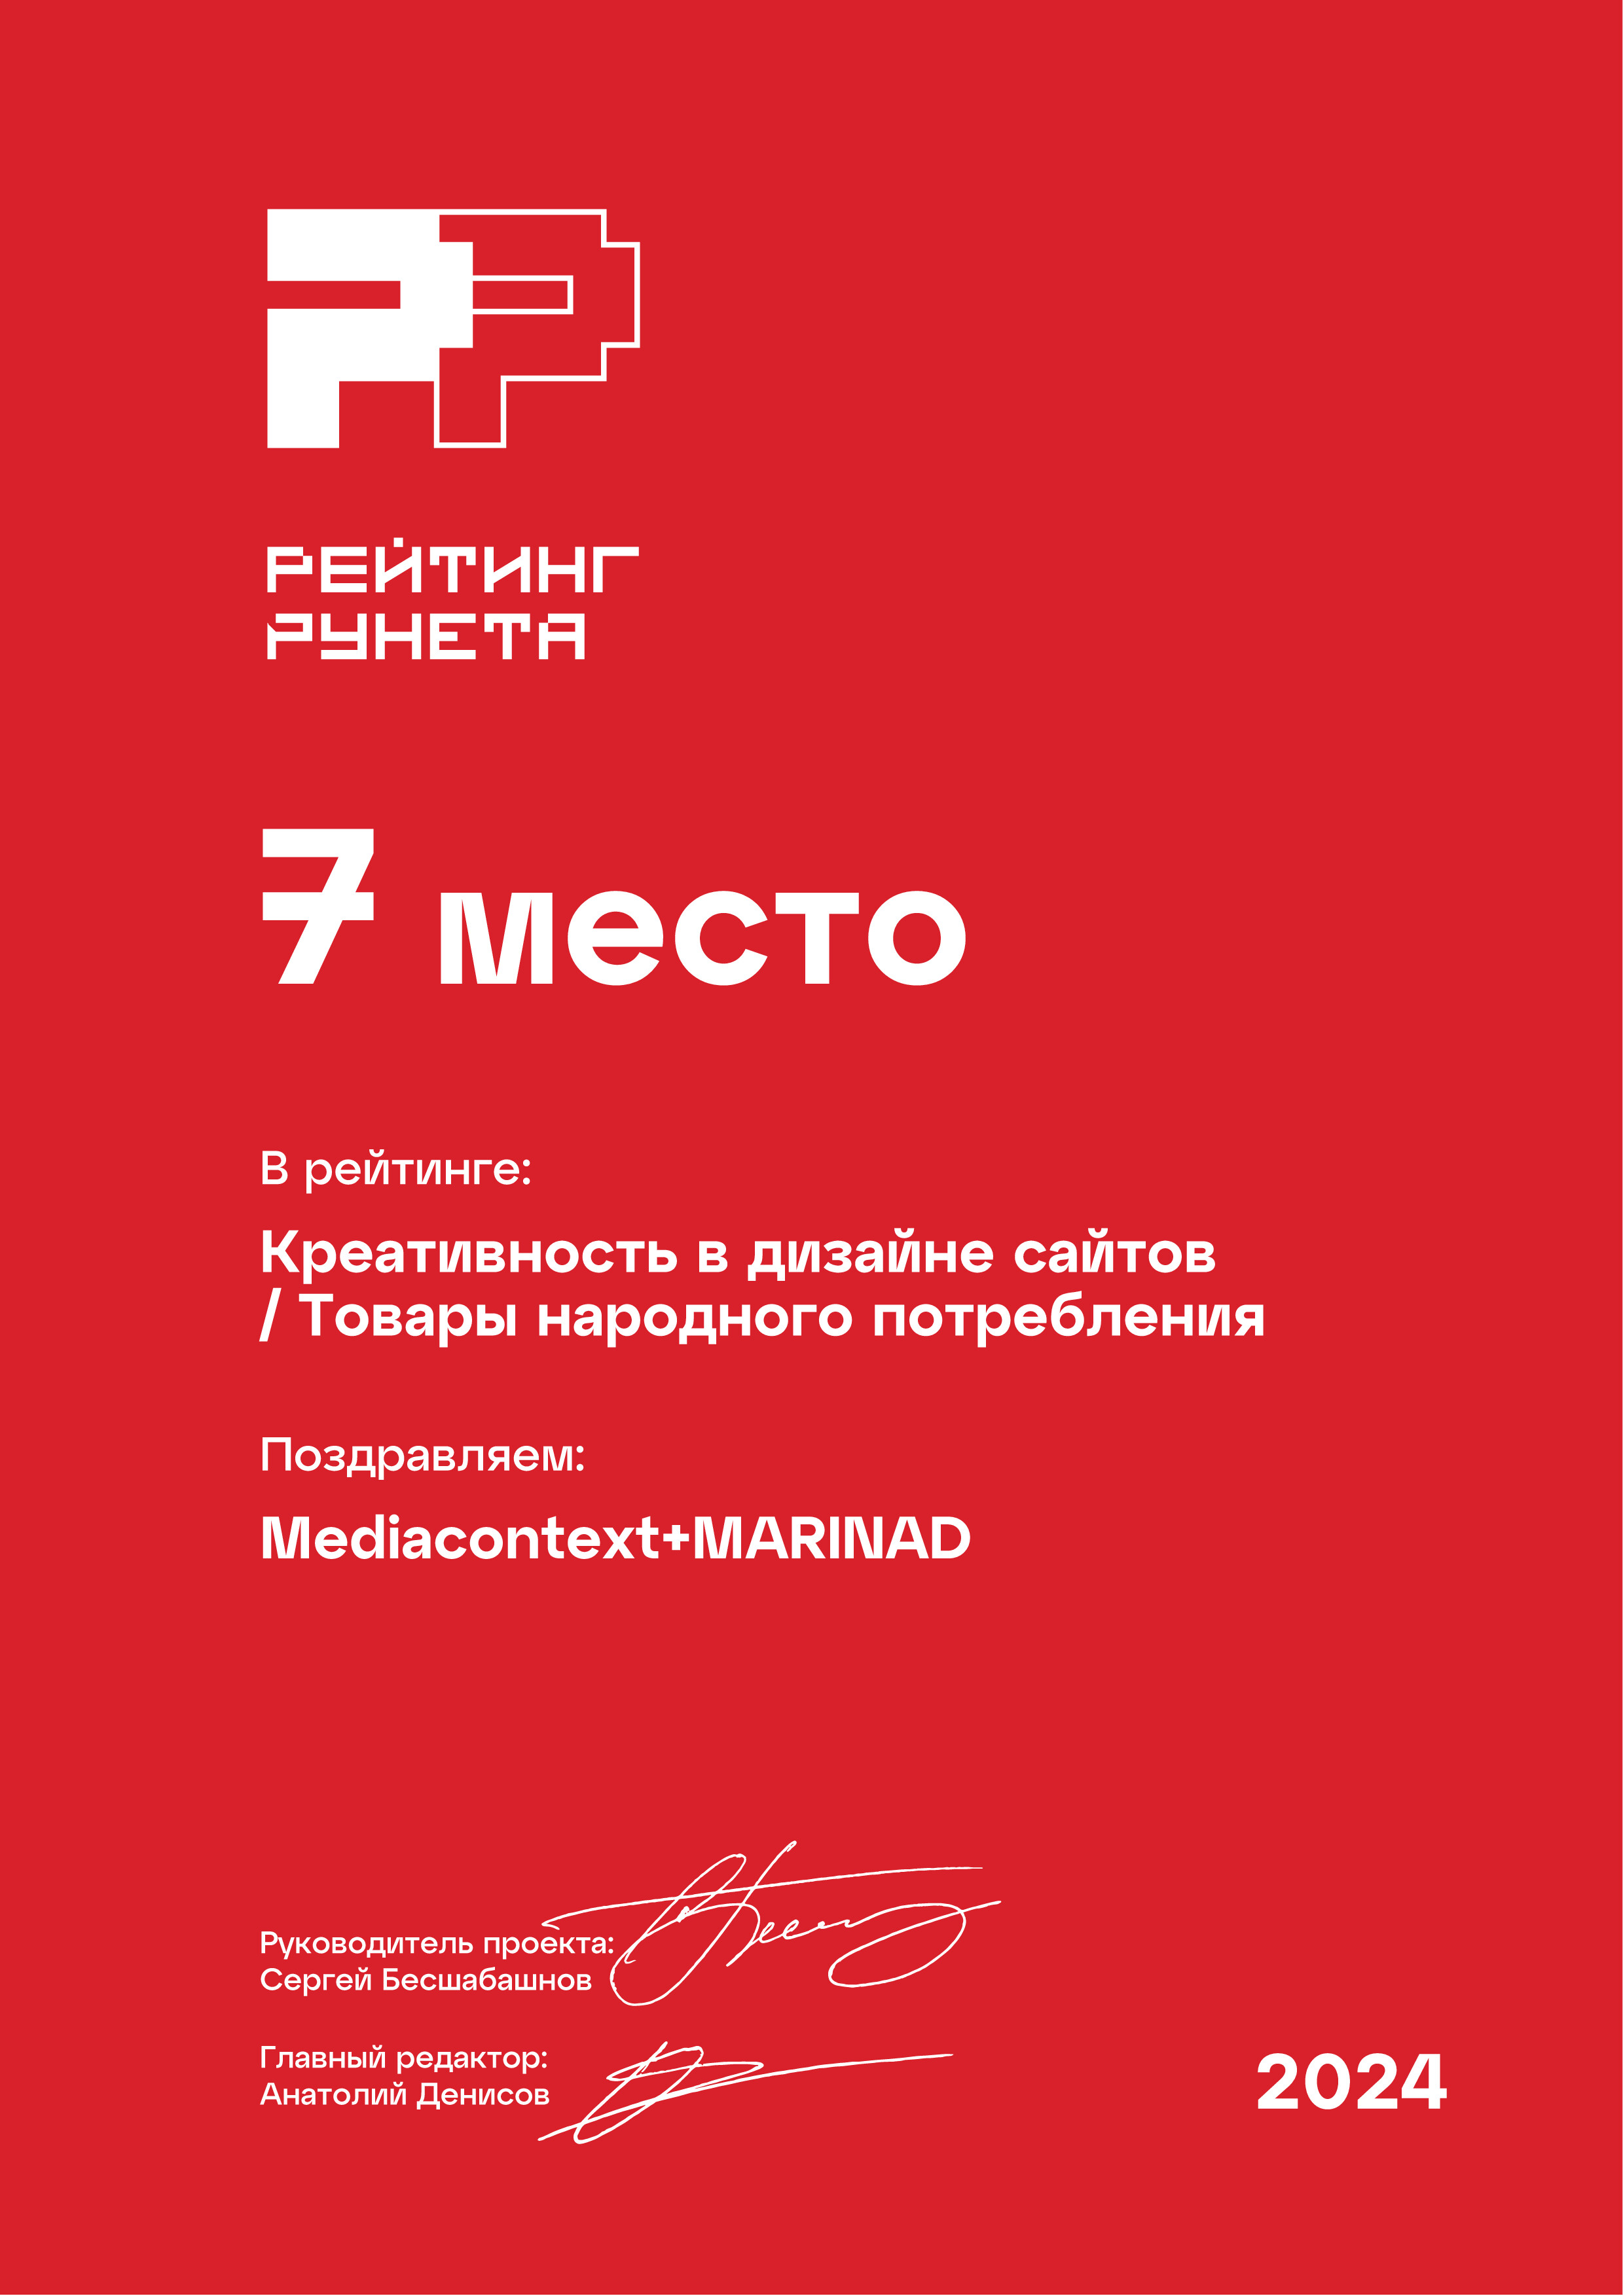 РЕЙТИНГ
РУНЕТА
7 место
В рейтинге:
Креативность в дизайне сайтов
/ Товары народного потребления
Поздравляем:
Mediacontext+MARINAD
Руководитель проекта:
Сергей Бесшабашнов
Главный редактор:
Анатолий Денисов
2024